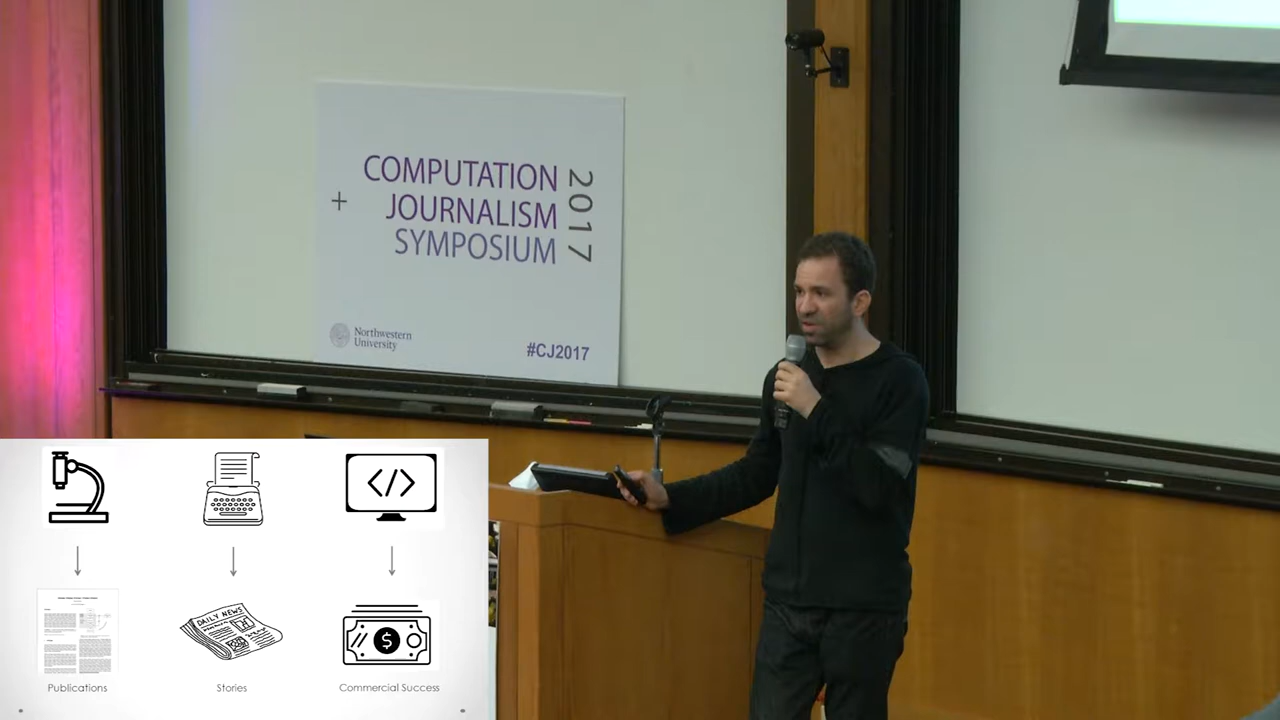 COMPUTATION
+ JOURNALISM
SYMPOSIUM
2017
Northwestern
University
#CJ2017
</>
DAILY NEWS
$
Publications
Stories
Commercial Success